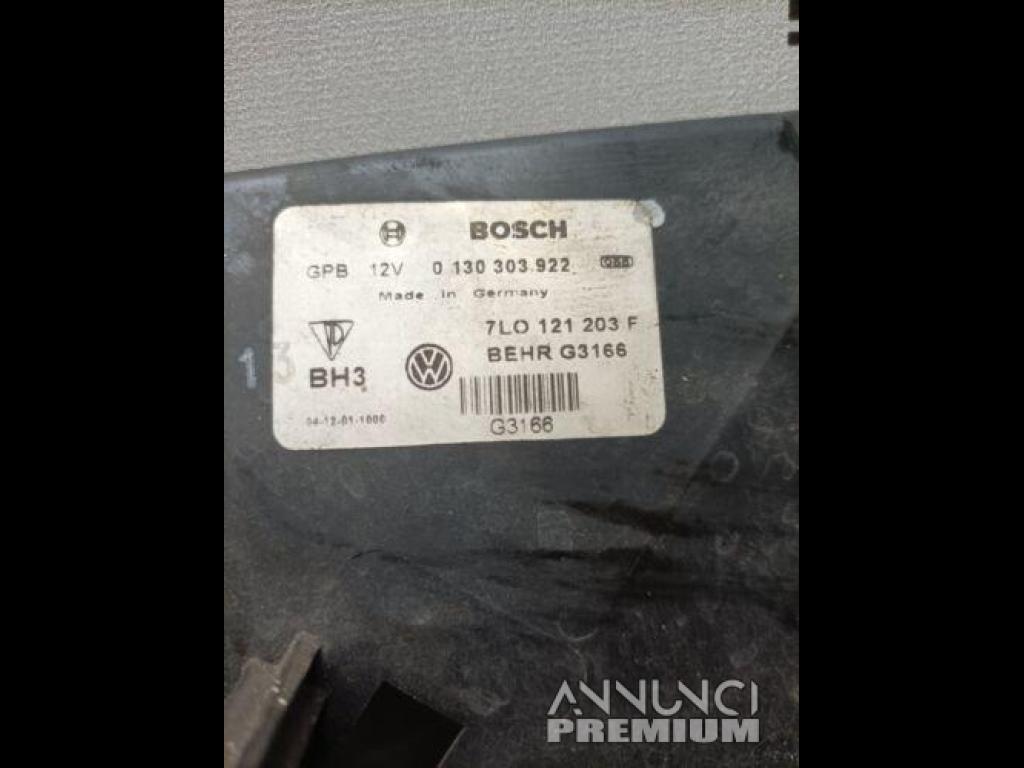 BOSCH
GPB 12V 0 130 303 922
Made in Germany
7LO 121 203 F
BEHR G3166
BH3
04-12-01-1000
G3166
13
ANNUNCI
PREMIUM